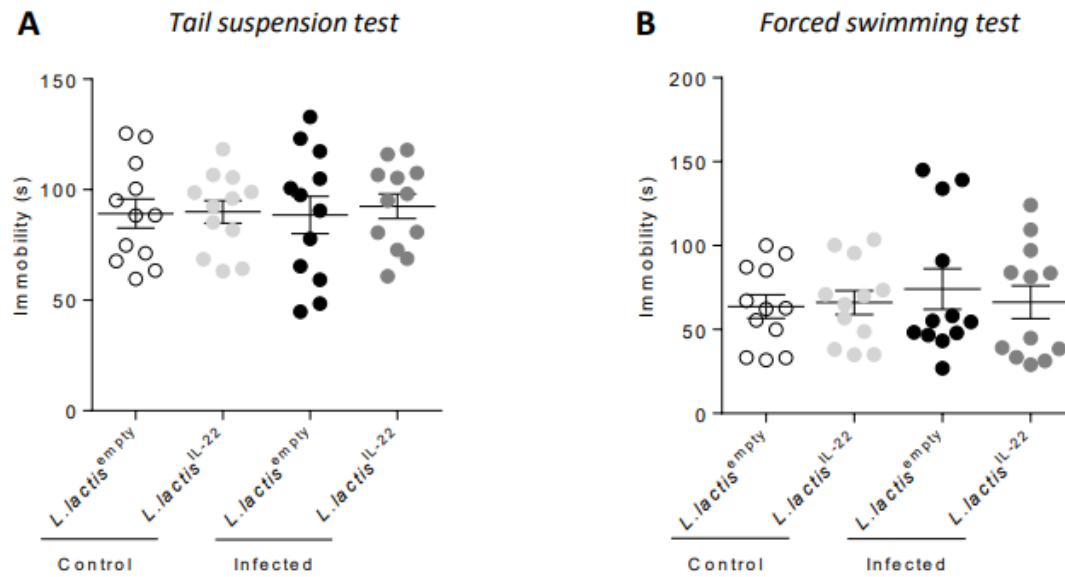 A
Tail suspension test
150
100
50
0
Immobility (s)
L.lactis^empty
L.lactis^IL-22
L.lactis^empty
L.lactis^IL-22
Control
Infected
B
Forced swimming test
200
150
100
50
0
Immobility (s)
L.lactis^empty
L.lactis^IL-22
L.lactis^empty
L.lactis^IL-22
Control
Infected